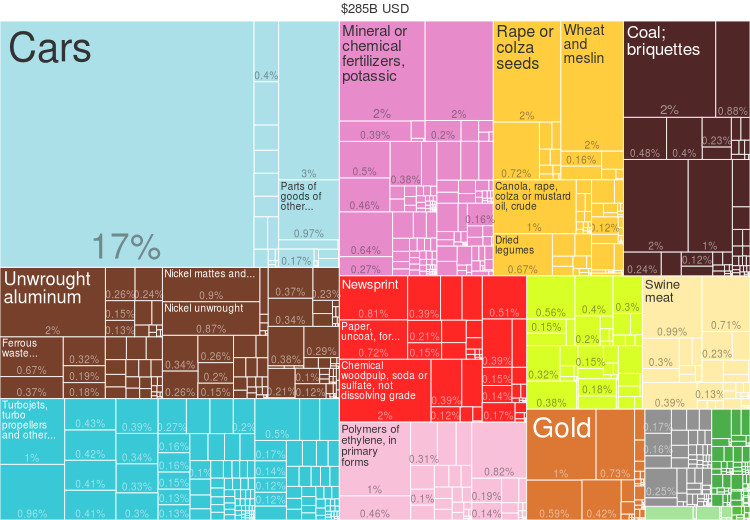 $285B USD
Cars
17%
0.4%
3%
Parts of
goods of
other...
0.97%
0.17%
Mineral or
chemical
fertilizers,
potassic
2%
2%
0.39%
0.2%
0.5%
0.38%
0.46%
0.16%
0.64%
0.27%
Rape or
colza
seeds
2%
0.72%
Wheat
and
meslin
2%
0.16%
Canola, rape,
colza or mustard
oil, crude
1%
0.12%
Dried
legumes
0.67%
Coal;
briquettes
2%
0.88%
0.48%
0.4%
0.23%
2%
1%
0.12%
0.24%
Unwrought
aluminum
2%
0.26%
0.24%
0.15%
0.13%
Nickel mattes and...
0.9%
Nickel unwrought
0.87%
0.37%
0.23%
0.34%
Ferrous
waste...
0.67%
0.37%
0.32%
0.19%
0.18%
0.34%
0.26%
0.2%
0.26%
0.15%
0.38%
0.29%
0.1%
0.21%
0.12%
Newsprint
0.81%
0.39%
0.51%
Paper,
uncoat, for...
0.72%
0.21%
0.15%
Chemical
woodpulp, soda or
sulfate, not
dissolving grade
2%
0.39%
0.12%
0.39%
0.15%
0.14%
0.17%
0.56%
0.4%
0.3%
0.15%
0.2%
0.32%
0.15%
0.38%
0.18%
Swine
meat
0.99%
0.71%
0.3%
0.23%
0.39%
0.13%
Turbojets,
turbo
propellers
and other...
1%
0.96%
0.43%
0.39%
0.27%
0.2%
0.5%
0.42%
0.34%
0.16%
0.16%
0.17%
0.41%
0.33%
0.15%
0.1%
0.14%
0.12%
0.13%
0.12%
0.41%
0.3%
0.13%
Polymers of
ethylene, in
primary
forms
1%
0.46%
0.31%
0.1%
0.82%
0.19%
0.14%
Gold
1%
0.73%
0.59%
0.42%
0.17%
0.16%
0.25%